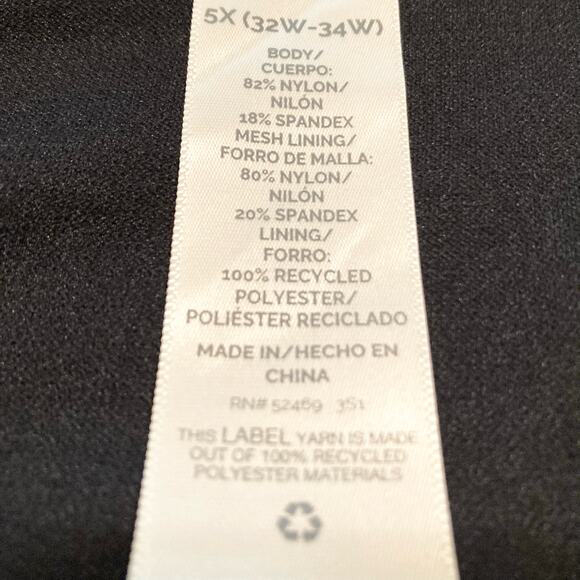 5X (32W-34W)
BODY/
CUERPO:
82% NYLON/
NILÓN
18% SPANDEX
MESH LINING/
FORRO DE MALLA:
80% NYLON/
NILÓN
20% SPANDEX
LINING/
FORRO:
100% RECYCLED
POLYESTER/
POLIÉSTER RECICLADO
MADE IN/HECHO EN
CHINA
RN# 52469 3S1
THIS LABEL YARN IS MADE
OUT OF 100% RECYCLED
POLYESTER MATERIALS